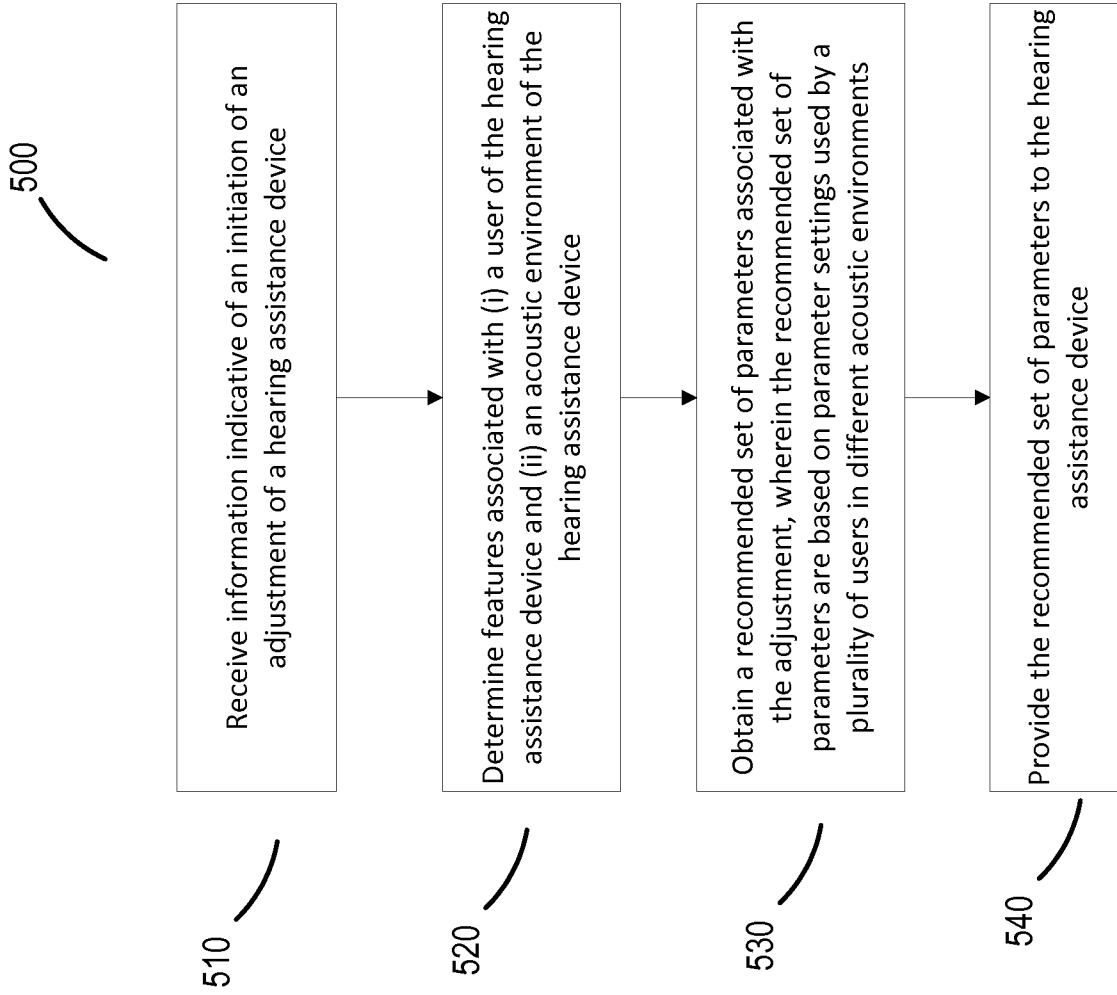 500
510
Receive information indicative of an initiation of an
adjustment of a hearing assistance device
520
Determine features associated with (i) a user of the hearing
assistance device and (ii) an acoustic environment of the
hearing assistance device
530
Obtain a recommended set of parameters associated with
the adjustment, wherein the recommended set of
parameters are based on parameter settings used by a
plurality of users in different acoustic environments
540
Provide the recommended set of parameters to the hearing
assistance device